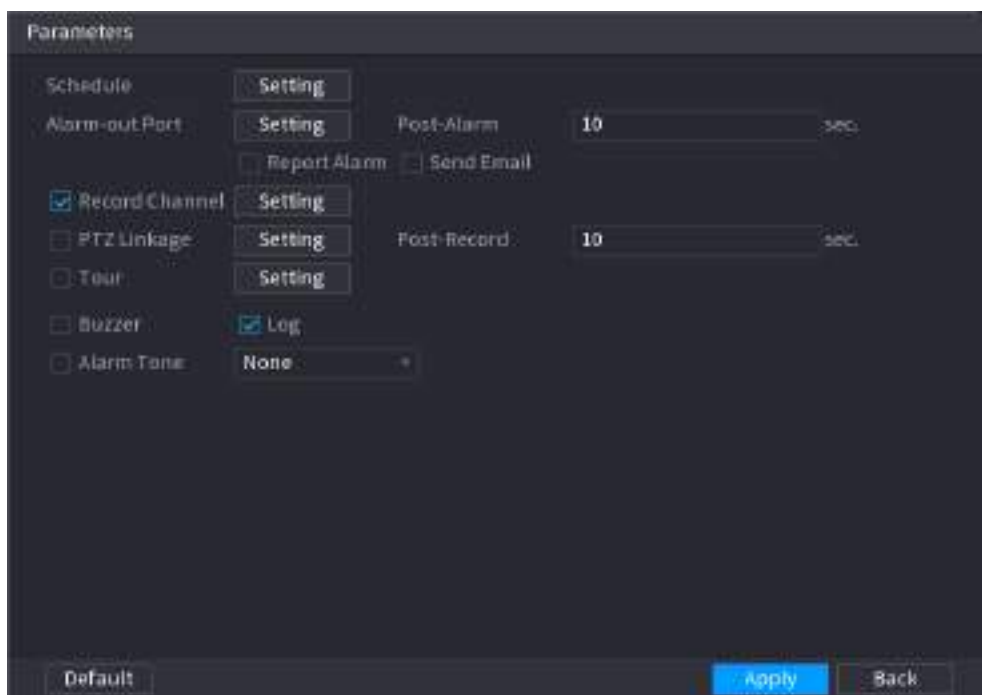 Parameters
Schedule Setting
Alarm-out Port Setting Post-Alarm 10 sec.
Report Alarm Send Email
Record Channel Setting
PTZ Linkage Setting Post-Record 10 sec.
Tour Setting
Buzzer Log
Alarm Tone None
Default Apply Back